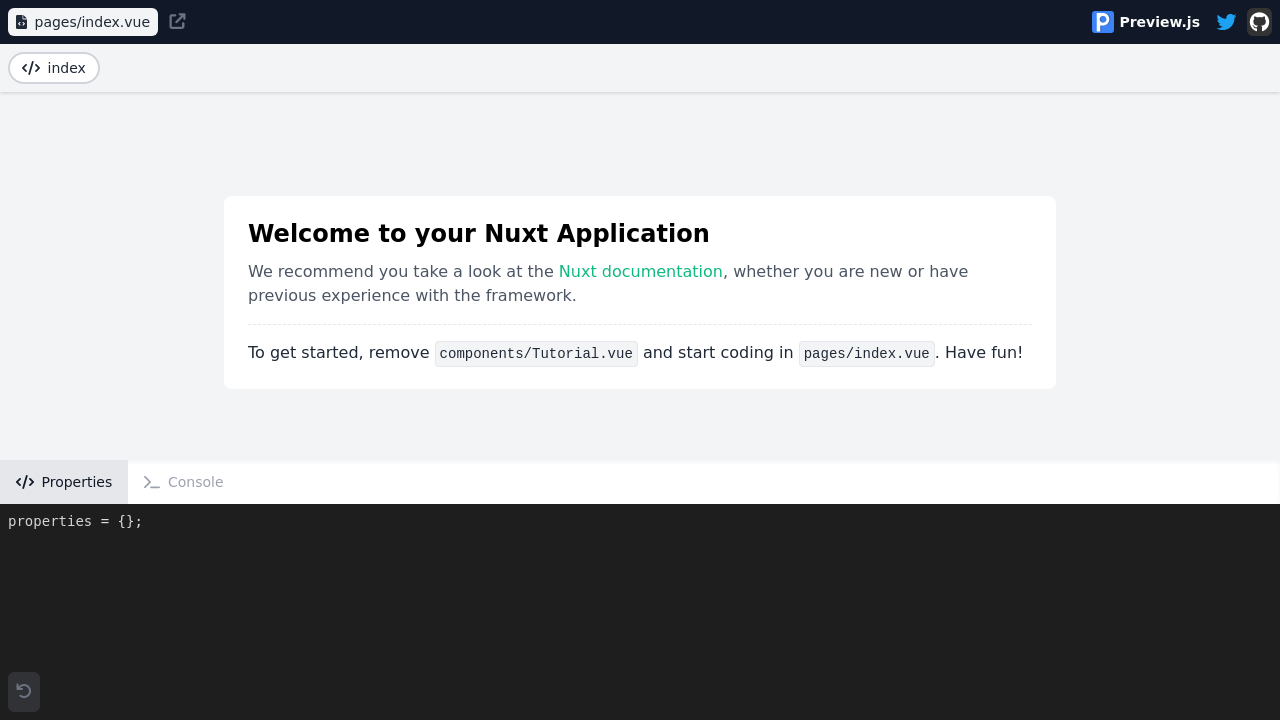 pages/index.vue
Preview.js
index
Welcome to your Nuxt Application
We recommend you take a look at the Nuxt documentation, whether you are new or have
previous experience with the framework.
To get started, remove components/Tutorial.vue and start coding in pages/index.vue. Have fun!
Properties
Console
properties = {};